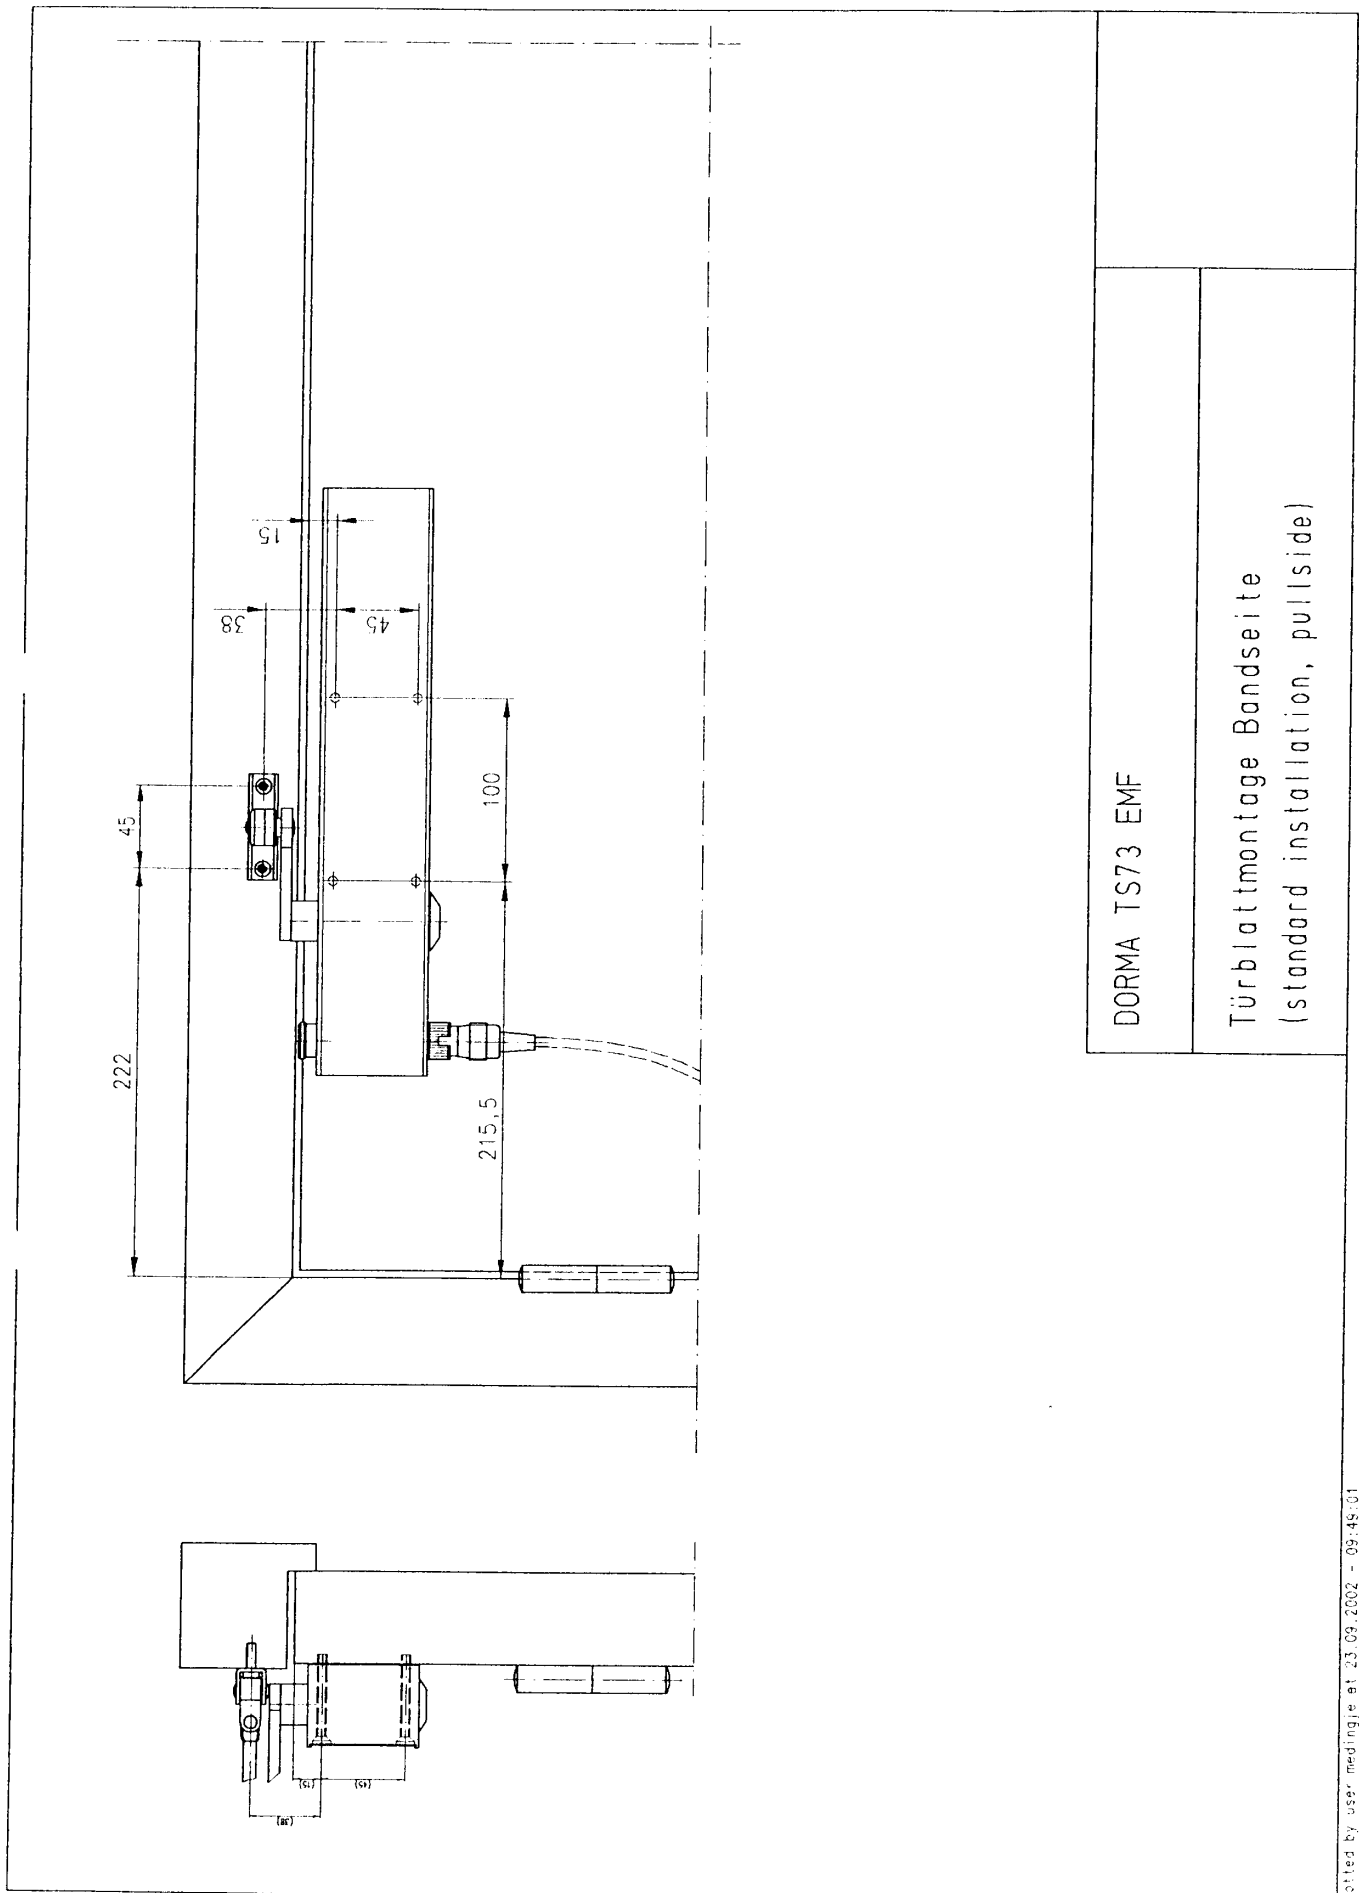 222
45
38
15
45
100
215,5
(38)
(15)
(45)
DORMA TS73 EMF
Türblattmontage Bandseite
(standard installation, pullside)
by user medingje at 23.09.2002 - 09:49:01